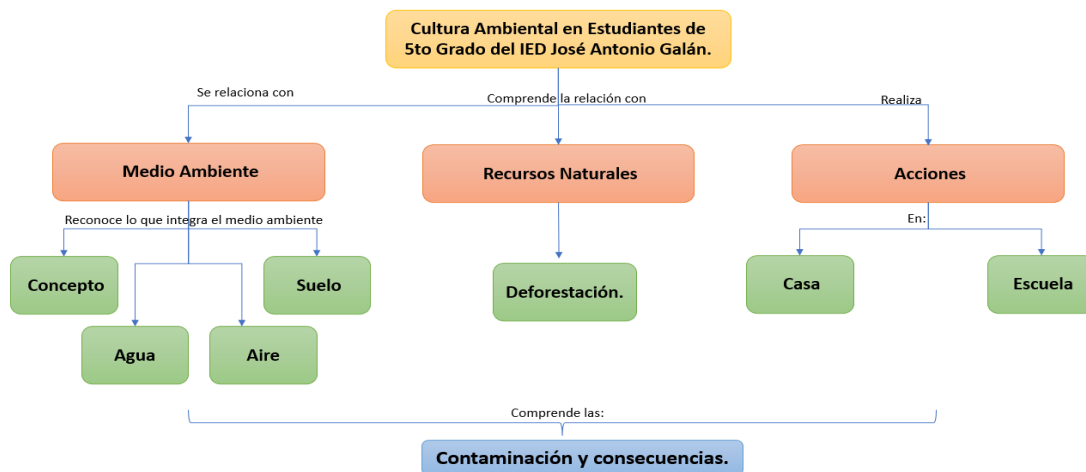 Cultura Ambiental en Estudiantes de
5to Grado del IED José Antonio Galán.
Se relaciona con
Comprende la relación con
Realiza
Medio Ambiente
Recursos Naturales
Acciones
Reconoce lo que integra el medio ambiente
En:
Concepto
Suelo
Deforestación.
Casa
Escuela
Agua
Aire
Comprende las:
Contaminación y consecuencias.